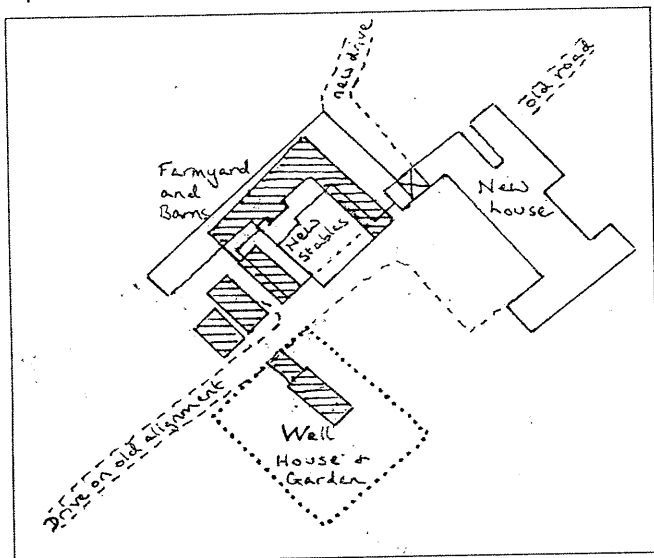 new drive
old road
Farmyard
and
Barns
New
house
New
Stables
Well
House &
Garden
Drive on old alignment